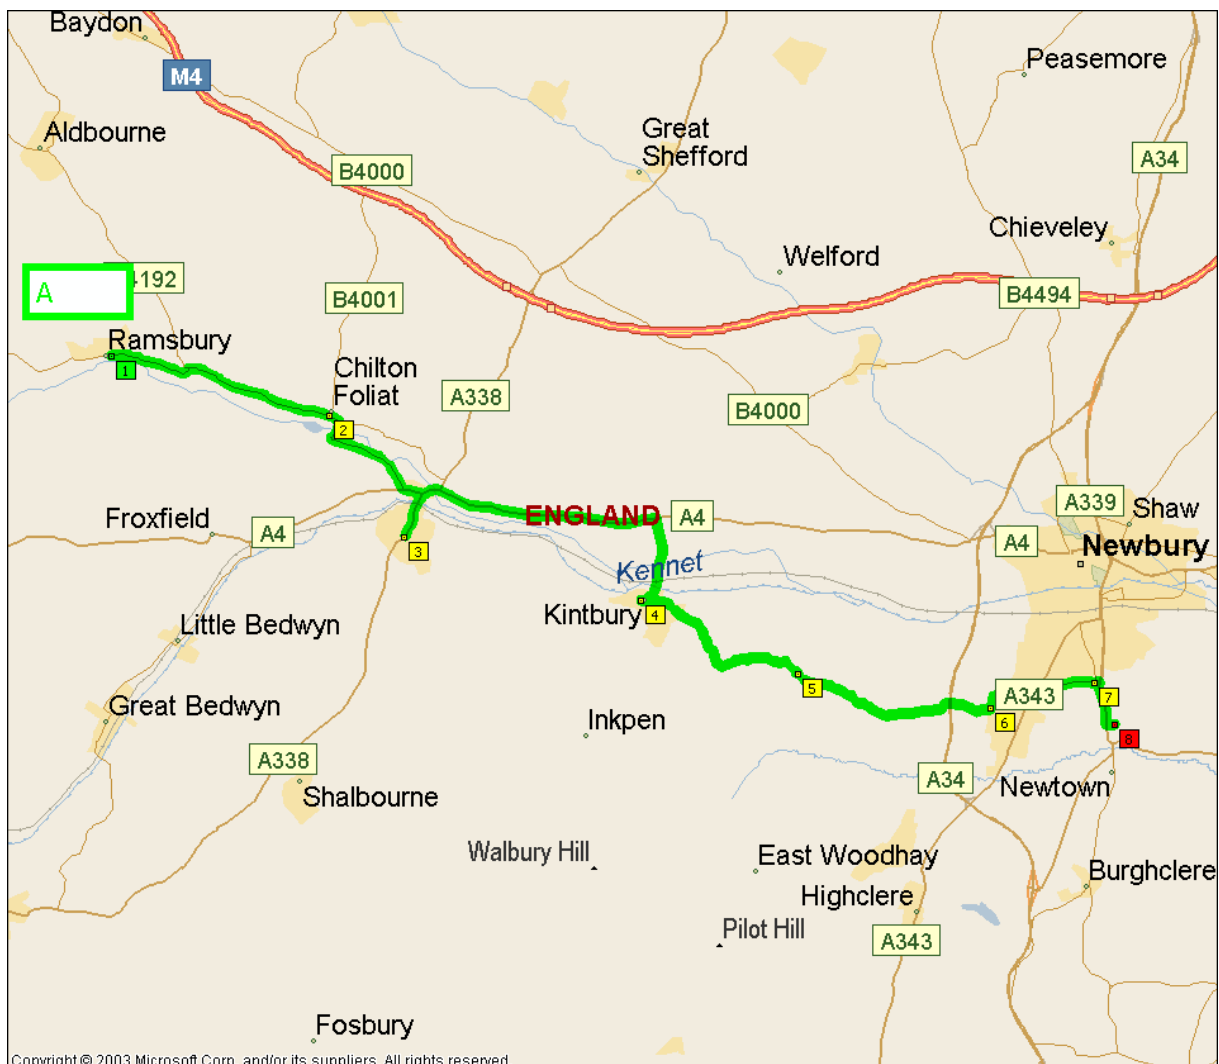 Baydon
M4
Peasemore
Aldbourne
Great
Shefford
A34
B4000
Chieveley
Welford
4192
A
B4001
B4494
Ramsbury
1
Chilton
Foliat
A338
B4000
2
A339
Shaw
Froxfield
A4
ENGLAND
A4
A4
Newbury
3
Kennet
Kintbury
4
Little Bedwyn
5
A343
7
Great Bedwyn
Inkpen
6
8
A338
A34
Newtown
Shalbourne
Walbury Hill
East Woodhay
Burghclere
Highclere
Pilot Hill
A343
Fosbury
Copyright © 2003 Microsoft Corp. and/or its suppliers. All rights reserved.